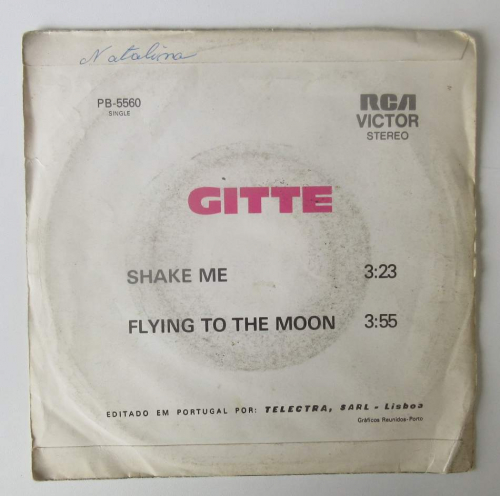 Natalina
PB-5560
SINGLE
RCA
VICTOR
STEREO
GITTE
SHAKE ME 3:23
FLYING TO THE MOON 3:55
EDITADO EM PORTUGAL POR: TELECTRA, SARL - Lisboa
Gráficos Reunidos-Porto